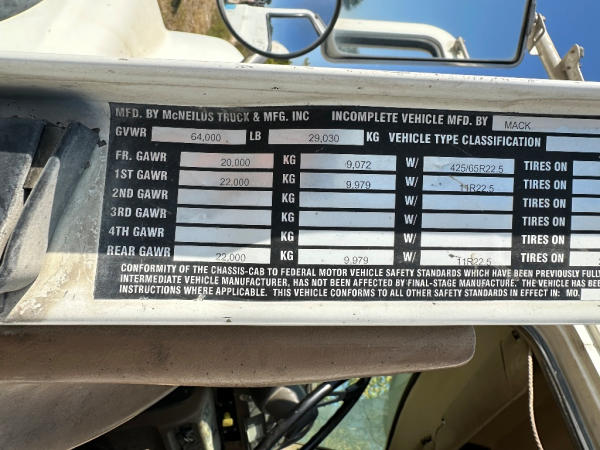 MFD. BY McNEILUS TRUCK & MFG. INC INCOMPLETE VEHICLE MFD. BY MACK
GVWR 64,000 LB 29,030 KG VEHICLE TYPE CLASSIFICATION
FR. GAWR 20,000 KG 9,072 W/ 425/65R22.5 TIRES ON
1ST GAWR 22,000 KG 9,979 W/ 11R22.5 TIRES ON
2ND GAWR KG W/ TIRES ON
3RD GAWR KG W/ TIRES ON
4TH GAWR KG W/ TIRES ON
REAR GAWR 22,000 KG 9,979 W/ 11R22.5 TIRES ON
CONFORMITY OF THE CHASSIS-CAB TO FEDERAL MOTOR VEHICLE SAFETY STANDARDS WHICH HAVE BEEN PREVIOUSLY FULLY
INTERMEDIATE VEHICLE MANUFACTURER, HAS NOT BEEN AFFECTED BY FINAL-STAGE MANUFACTURE. THE VEHICLE HAS BEE
INSTRUCTIONS WHERE APPLICABLE. THIS VEHICLE CONFORMS TO ALL OTHER SAFETY STANDARDS IN EFFECT IN: MO.